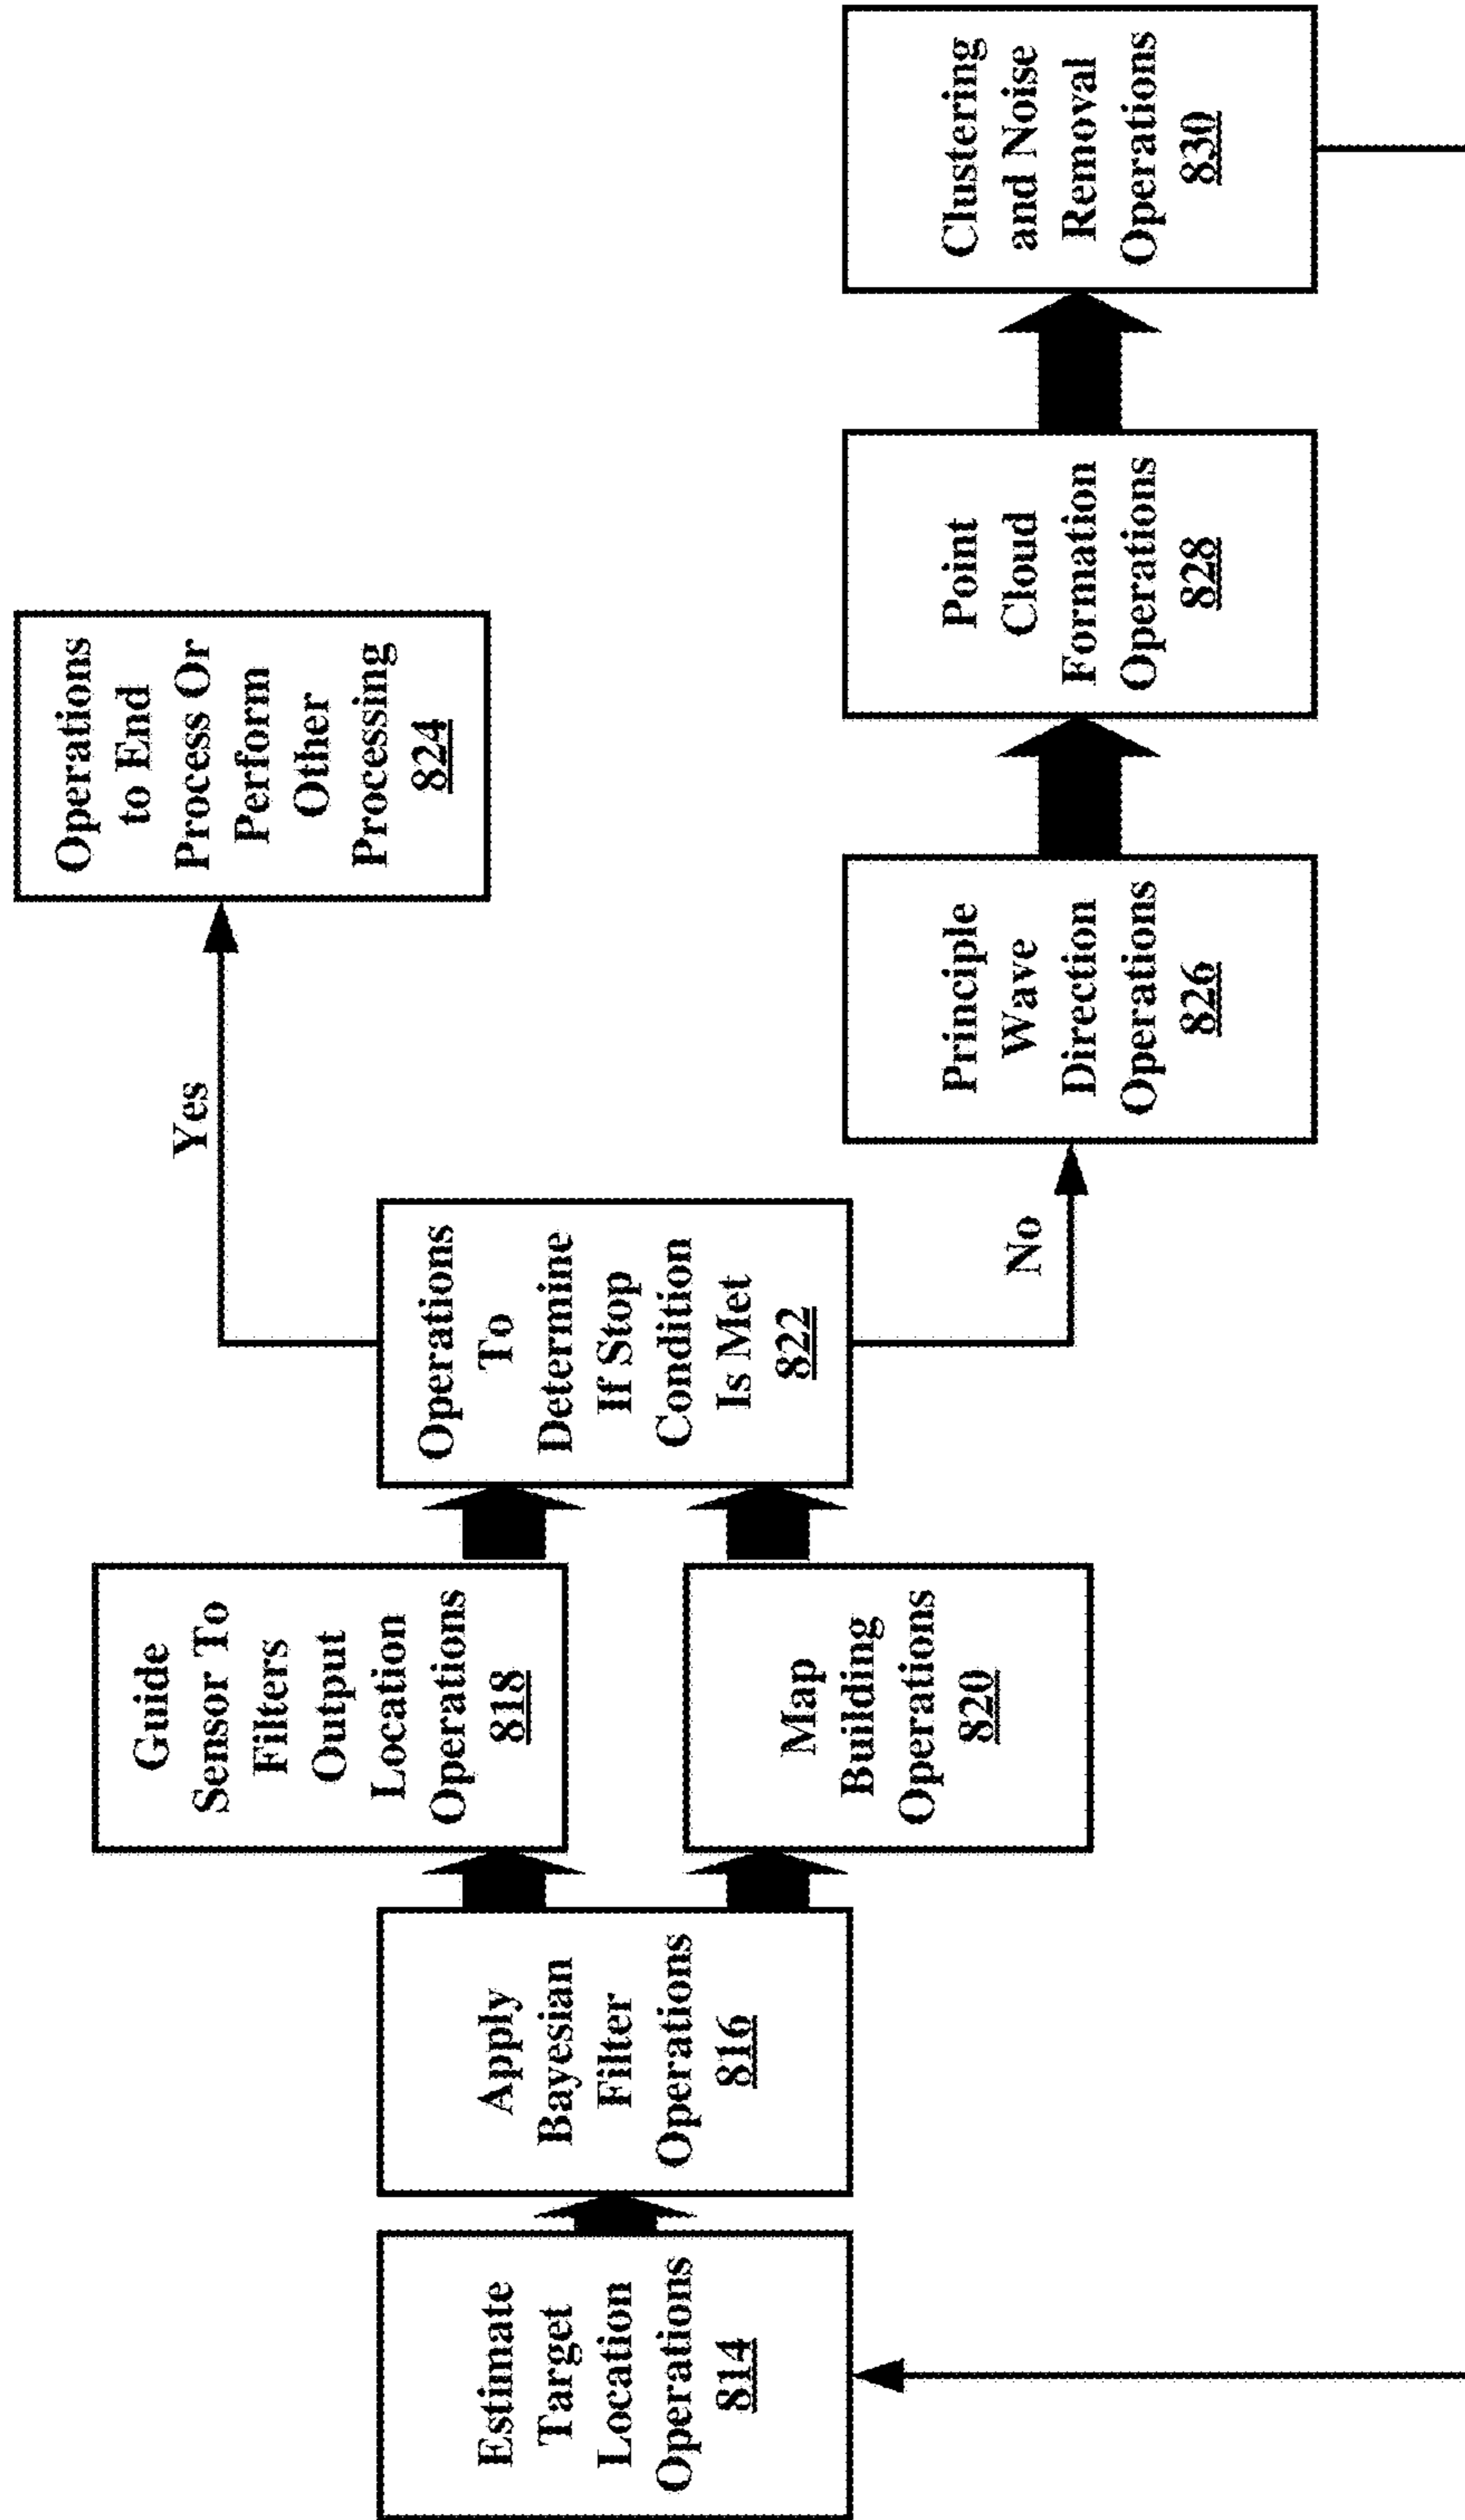 Estimate
Target
Location
Operations
814
Apply
Bayesian
Filter
Operations
816
Guide
Sensor To
Filters
Output
Location
Operations
818
Map
Building
Operations
820
Operations
To
Determine
If Stop
Condition
Is Met
822
Yes
Operations
to End
Process Or
Perform
Other
Processing
824
No
Principle
Wave
Direction
Operations
826
Point
Cloud
Formation
Operations
828
Clustering
and Noise
Removal
Operations
830